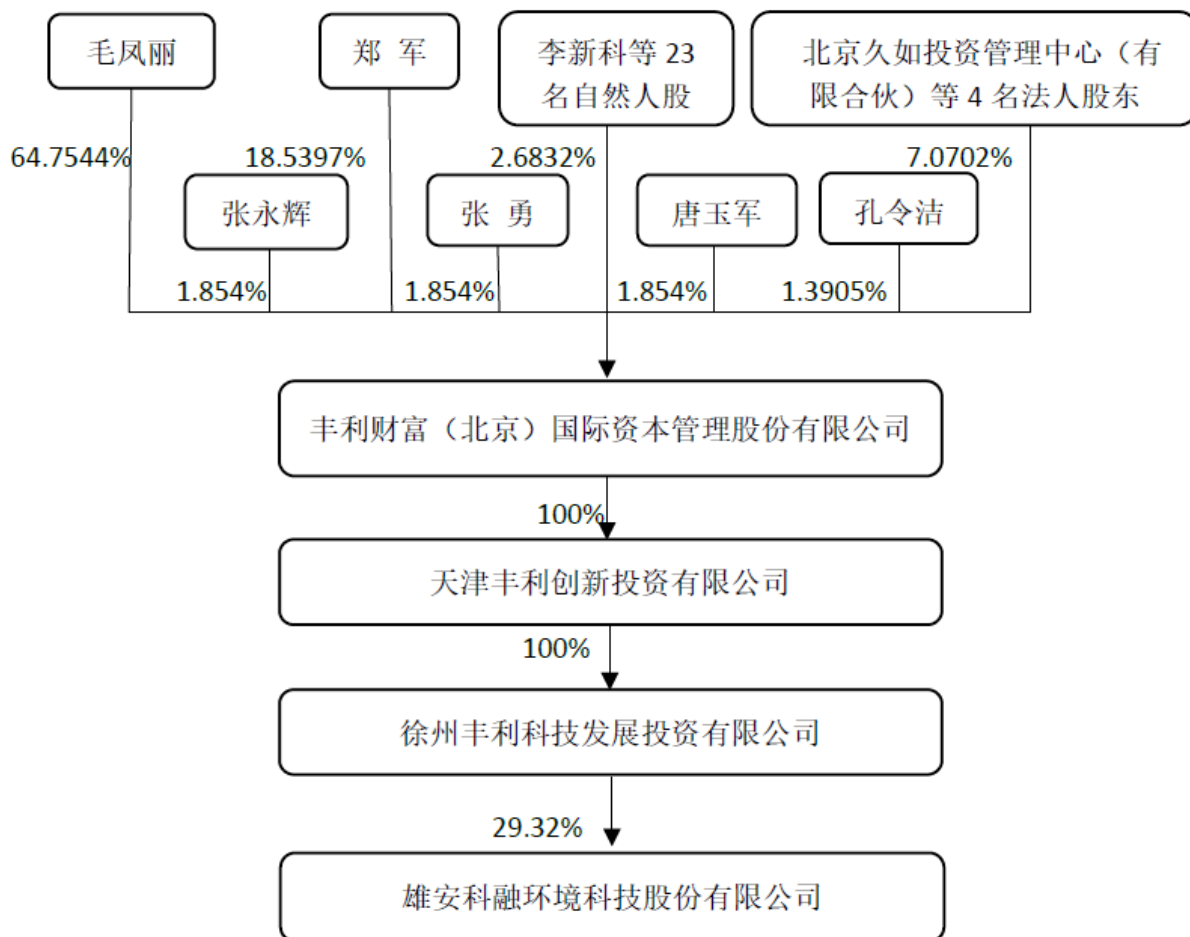 毛凤丽
郑 军
李新科等 23
名自然人股
北京久如投资管理中心（有
限合伙）等 4 名法人股东
64.7544%
18.5397%
2.6832%
7.0702%
张永辉
张 勇
唐玉军
孔令洁
1.854%
1.854%
1.854%
1.3905%
丰利财富（北京）国际资本管理股份有限公司
100%
天津丰利创新投资有限公司
100%
徐州丰利科技发展投资有限公司
29.32%
雄安科融环境科技股份有限公司